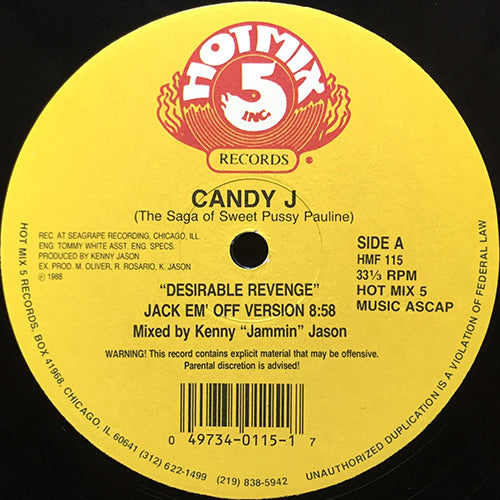 HOT MIX
5
INC.
RECORDS ®
CANDY J
(The Saga of Sweet Pussy Pauline)
REC. AT SEAGRAPE RECORDING, CHICAGO, ILL.
ENG. TOMMY WHITE ASST. ENG. SPECS.
PRODUCED BY KENNY JASON
EX. PROD. M. OLIVER, R. ROSARIO, K. JASON
℗ 1988
SIDE A
HMF 115
33⅓ RPM
HOT MIX 5
MUSIC ASCAP
"DESIRABLE REVENGE"
JACK EM' OFF VERSION 8:58
Mixed by Kenny "Jammin" Jason
WARNING! This record contains explicit material that may be offensive.
Parental discretion is advised!
0 49734-0115-1 7
HOT MIX 5 RECORDS, BOX 41968, CHICAGO, IL 60641 (312) 622-1499 (219) 838-5942
UNAUTHORIZED DUPLICATION IS A VIOLATION OF FEDERAL LAW